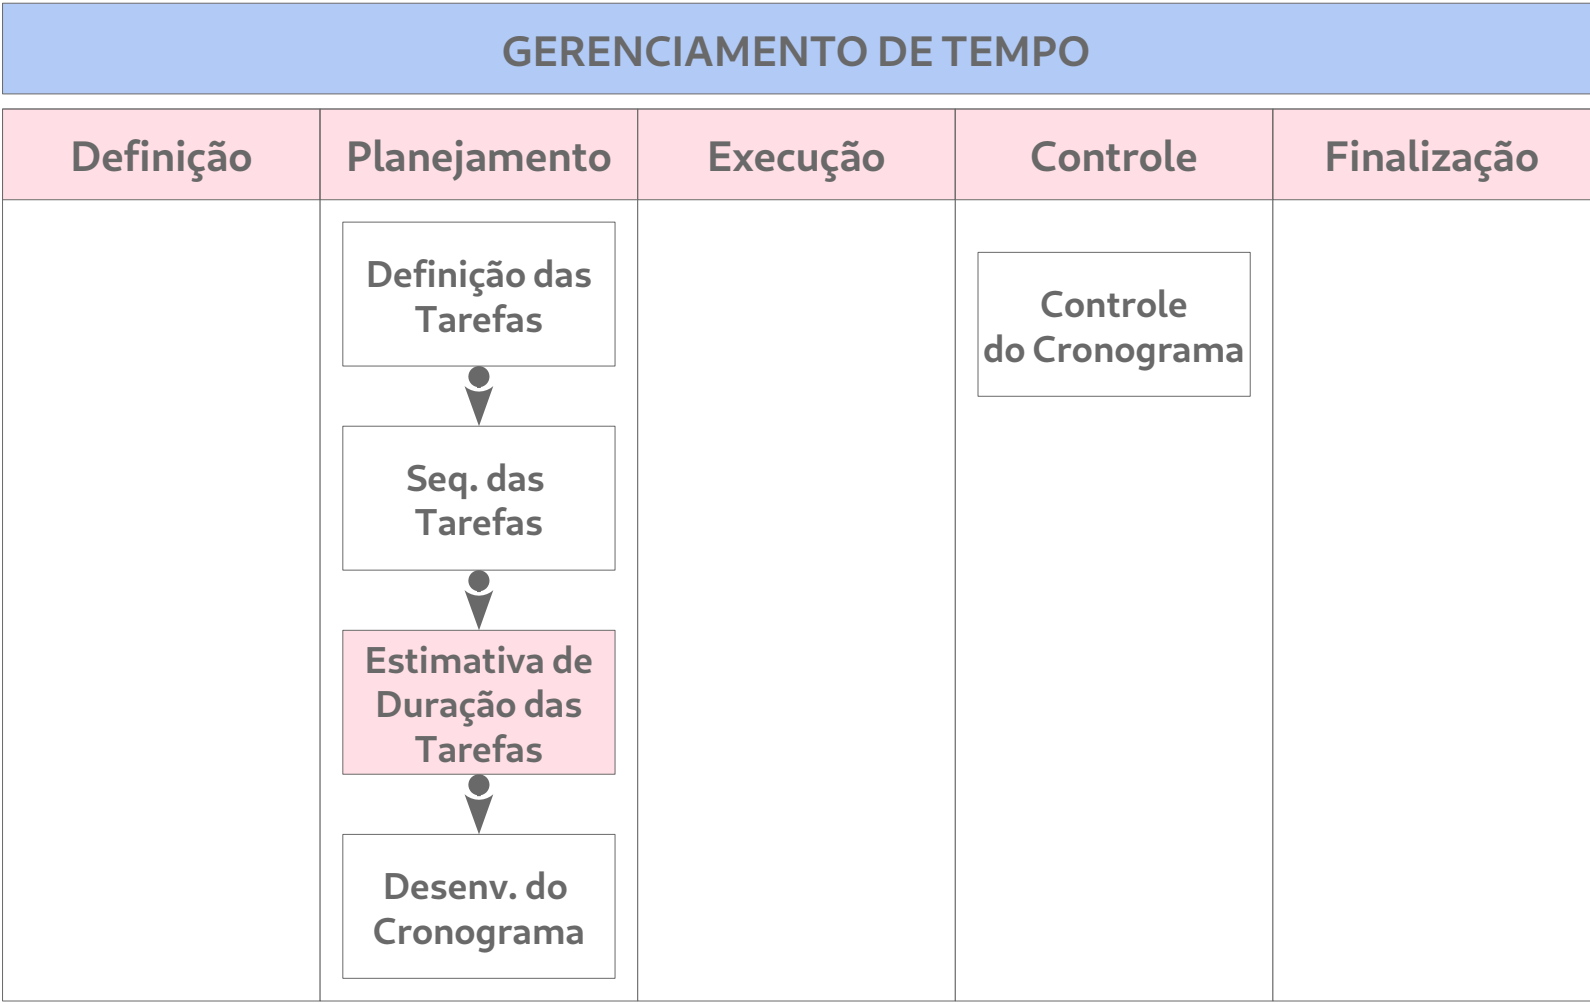 GERENCIAMENTO DE TEMPO
Definição
Planejamento
Execução
Controle
Finalização
Definição das
Tarefas
Seq. das
Tarefas
Estimativa de
Duração das
Tarefas
Desenv. do
Cronograma
Controle
do Cronograma